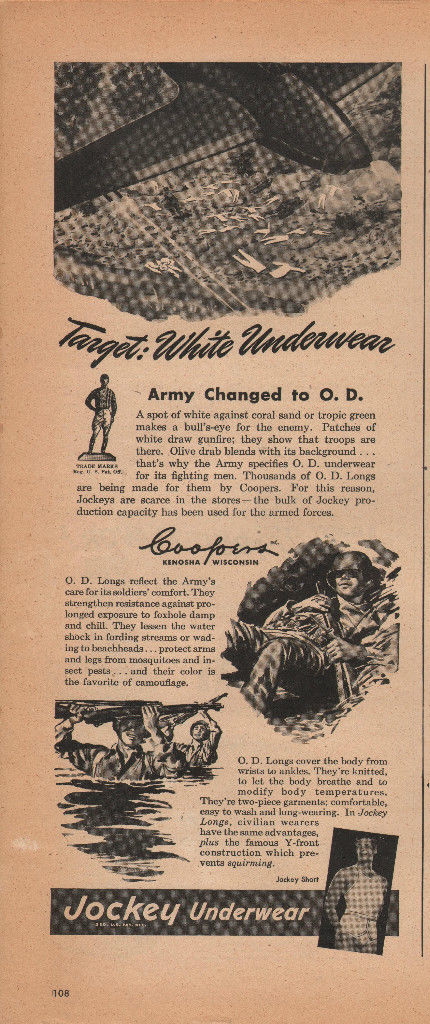 Target: White Underwear
Army Changed to O. D.
A spot of white against coral sand or tropic green
makes a bull's-eye for the enemy. Patches of
white draw gunfire; they show that troops are
there. Olive drab blends with its background . . .
that's why the Army specifies O. D. underwear
for its fighting men. Thousands of O. D. Longs
are being made for them by Coopers. For this reason,
Jockeys are scarce in the stores—the bulk of Jockey pro-
duction capacity has been used for the armed forces.
TRADE MARKS
Reg. U. S. Pat. Off.
Coopers
KENOSHA WISCONSIN
O. D. Longs reflect the Army's
care for its soldiers' comfort. They
strengthen resistance against pro-
longed exposure to foxhole damp
and chill. They lessen the water
shock in fording streams or wad-
ing to beachheads . . . protect arms
and legs from mosquitoes and in-
sect pests . . . and their color is
the favorite of camouflage.
O. D. Longs cover the body from
wrists to ankles. They're knitted,
to let the body breathe and to
modify body temperatures.
They're two-piece garments; comfortable,
easy to wash and long-wearing. In Jockey
Longs, civilian wearers
have the same advantages,
plus the famous Y-front
construction which pre-
vents squirming.
Jockey Short
Jockey Underwear
REG. U.S. PAT. OFF.
108